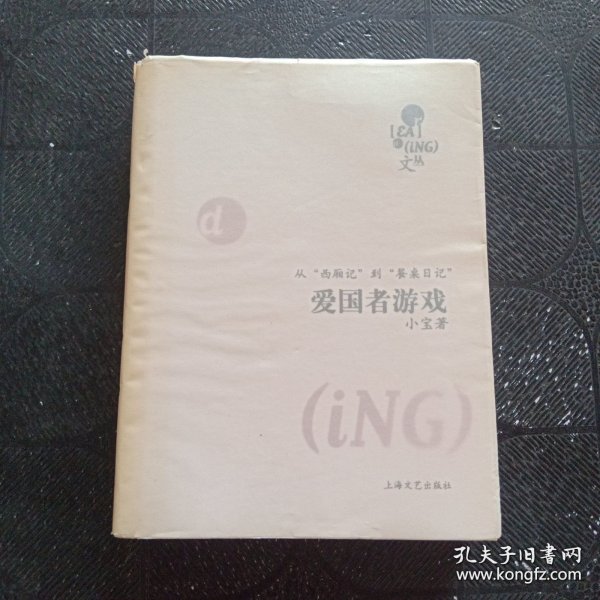 [EA]
(iNG)
文丛
d
从“西厢记”到“餐桌日记”
爱国者游戏
小宝著
(iNG)
上海文艺出版社
孔夫子旧书网
www.kongfz.com